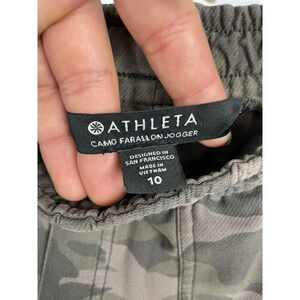 ATHLETA
CAMO FARALLON JOGGER
DESIGNED IN
SAN FRANCISCO
MADE IN
VIETNAM
10